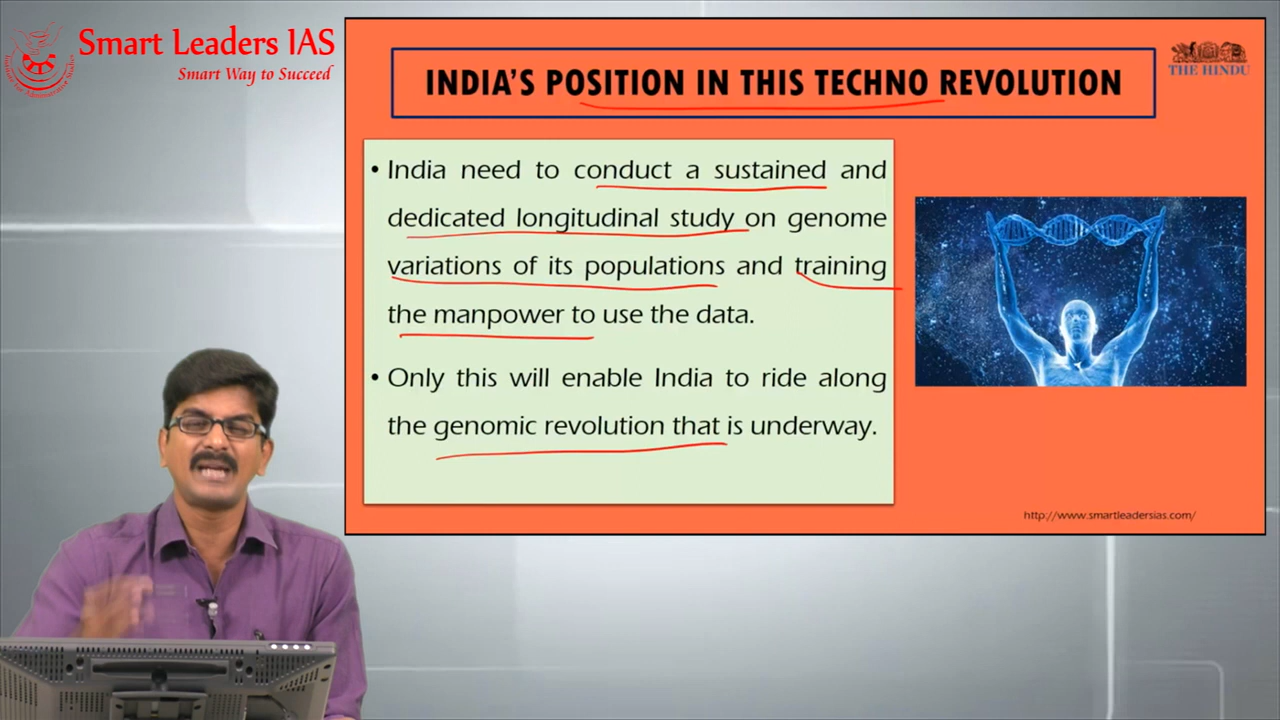 Smart Leaders IAS
Smart Way to Succeed
THE HINDU
INDIA'S POSITION IN THIS TECHNO REVOLUTION
• India need to conduct a sustained and
dedicated longitudinal study on genome
variations of its populations and training
the manpower to use the data.
• Only this will enable India to ride along
the genomic revolution that is underway.
http://www.smartleadersias.com/